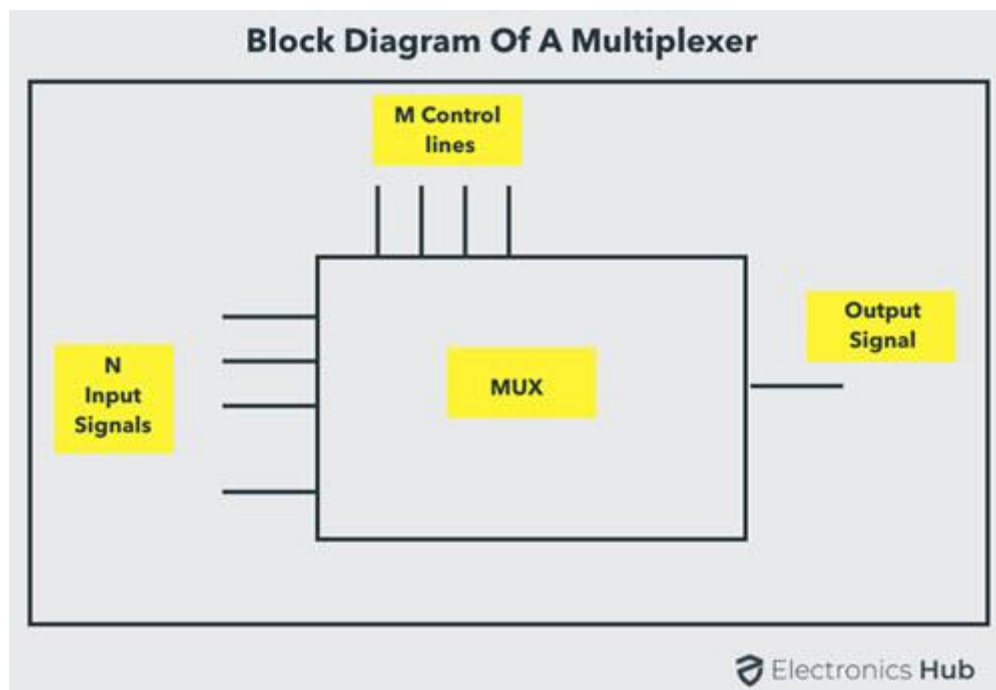 Block Diagram Of A Multiplexer
M Control
lines
N
Input
Signals
MUX
Output
Signal
Electronics Hub